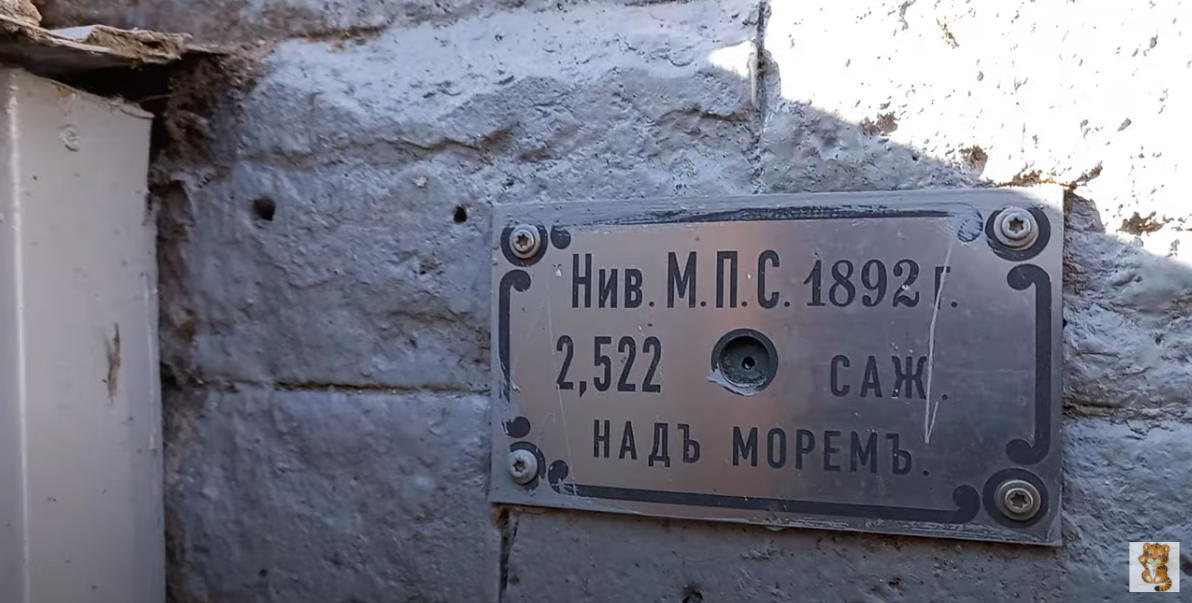 Нив. М.П.С. 1892 г.
2,522 саж.
надъ моремъ.